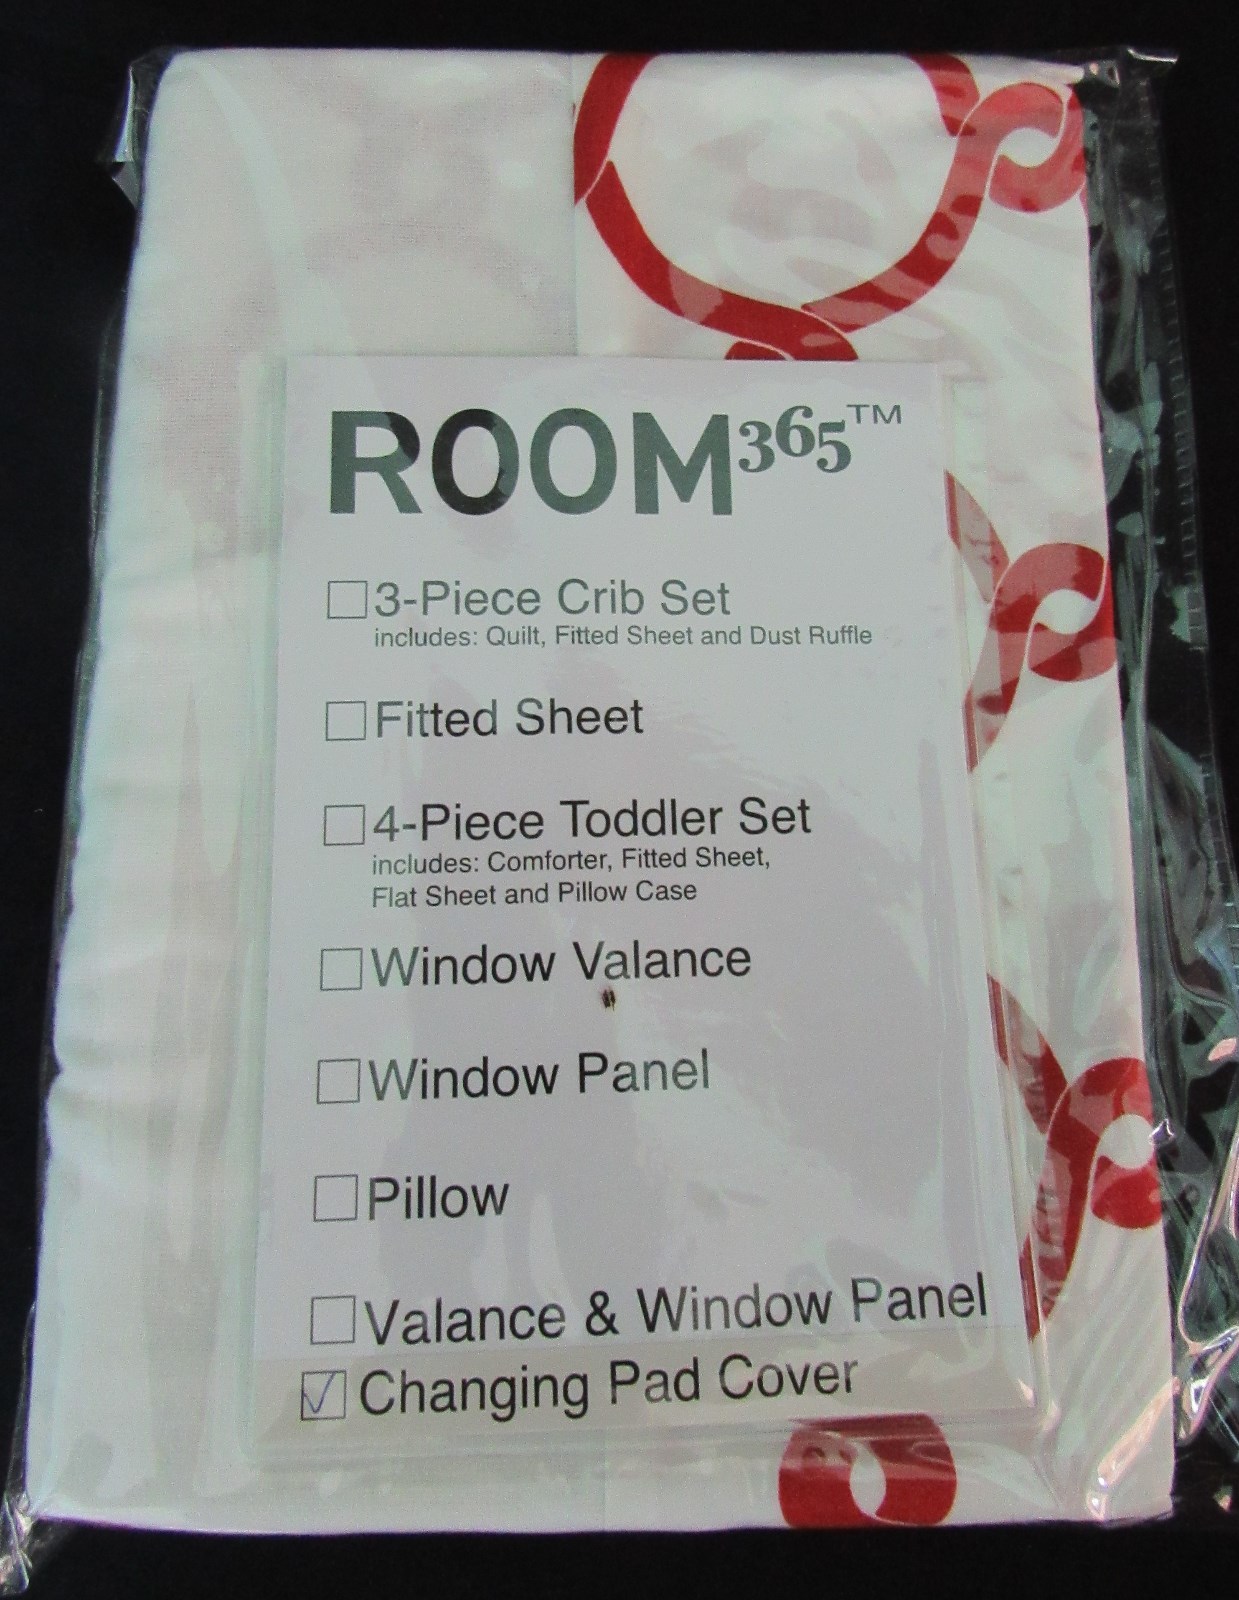 ROOM365™
3-Piece Crib Set
includes: Quilt, Fitted Sheet and Dust Ruffle
Fitted Sheet
4-Piece Toddler Set
includes: Comforter, Fitted Sheet,
Flat Sheet and Pillow Case
Window Valance
Window Panel
Pillow
Valance & Window Panel
Changing Pad Cover